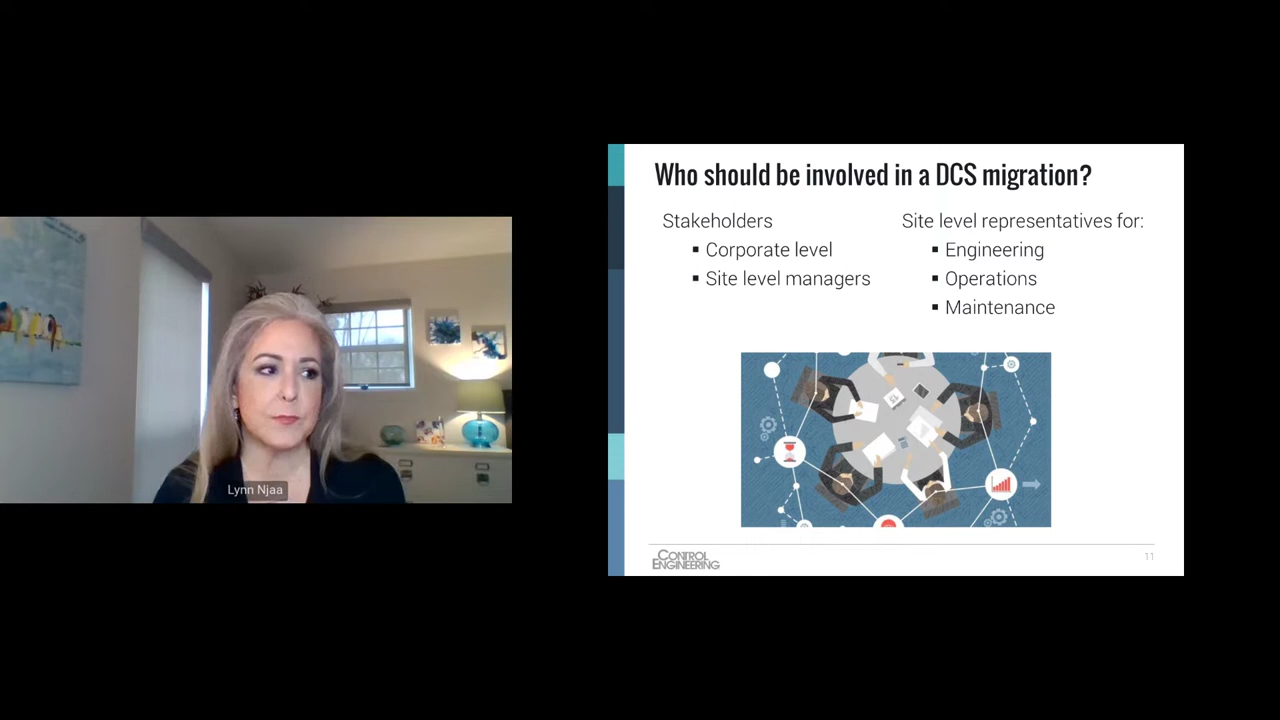 Who should be involved in a DCS migration?
Stakeholders
▪ Corporate level
▪ Site level managers
Site level representatives for:
▪ Engineering
▪ Operations
▪ Maintenance
Lynn Njaa
CONTROL
ENGINEERING
11